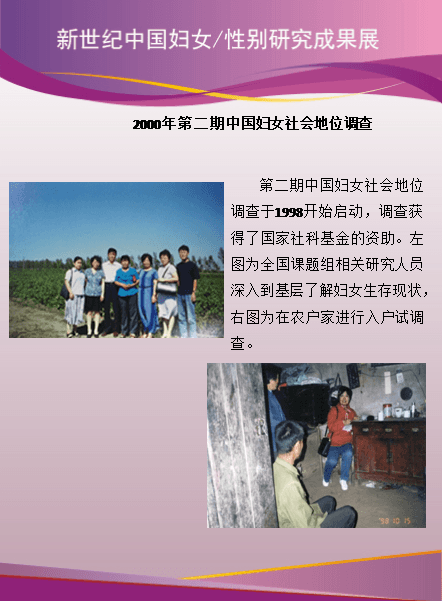 新世纪中国妇女/性别研究成果展
2000年第二期中国妇女社会地位调查
第二期中国妇女社会地位
调查于1998开始启动，调查获
得了国家社科基金的资助。左
图为全国课题组相关研究人员
深入到基层了解妇女生存现状，
右图为在农户家进行入户试调
查。
'98 10 15